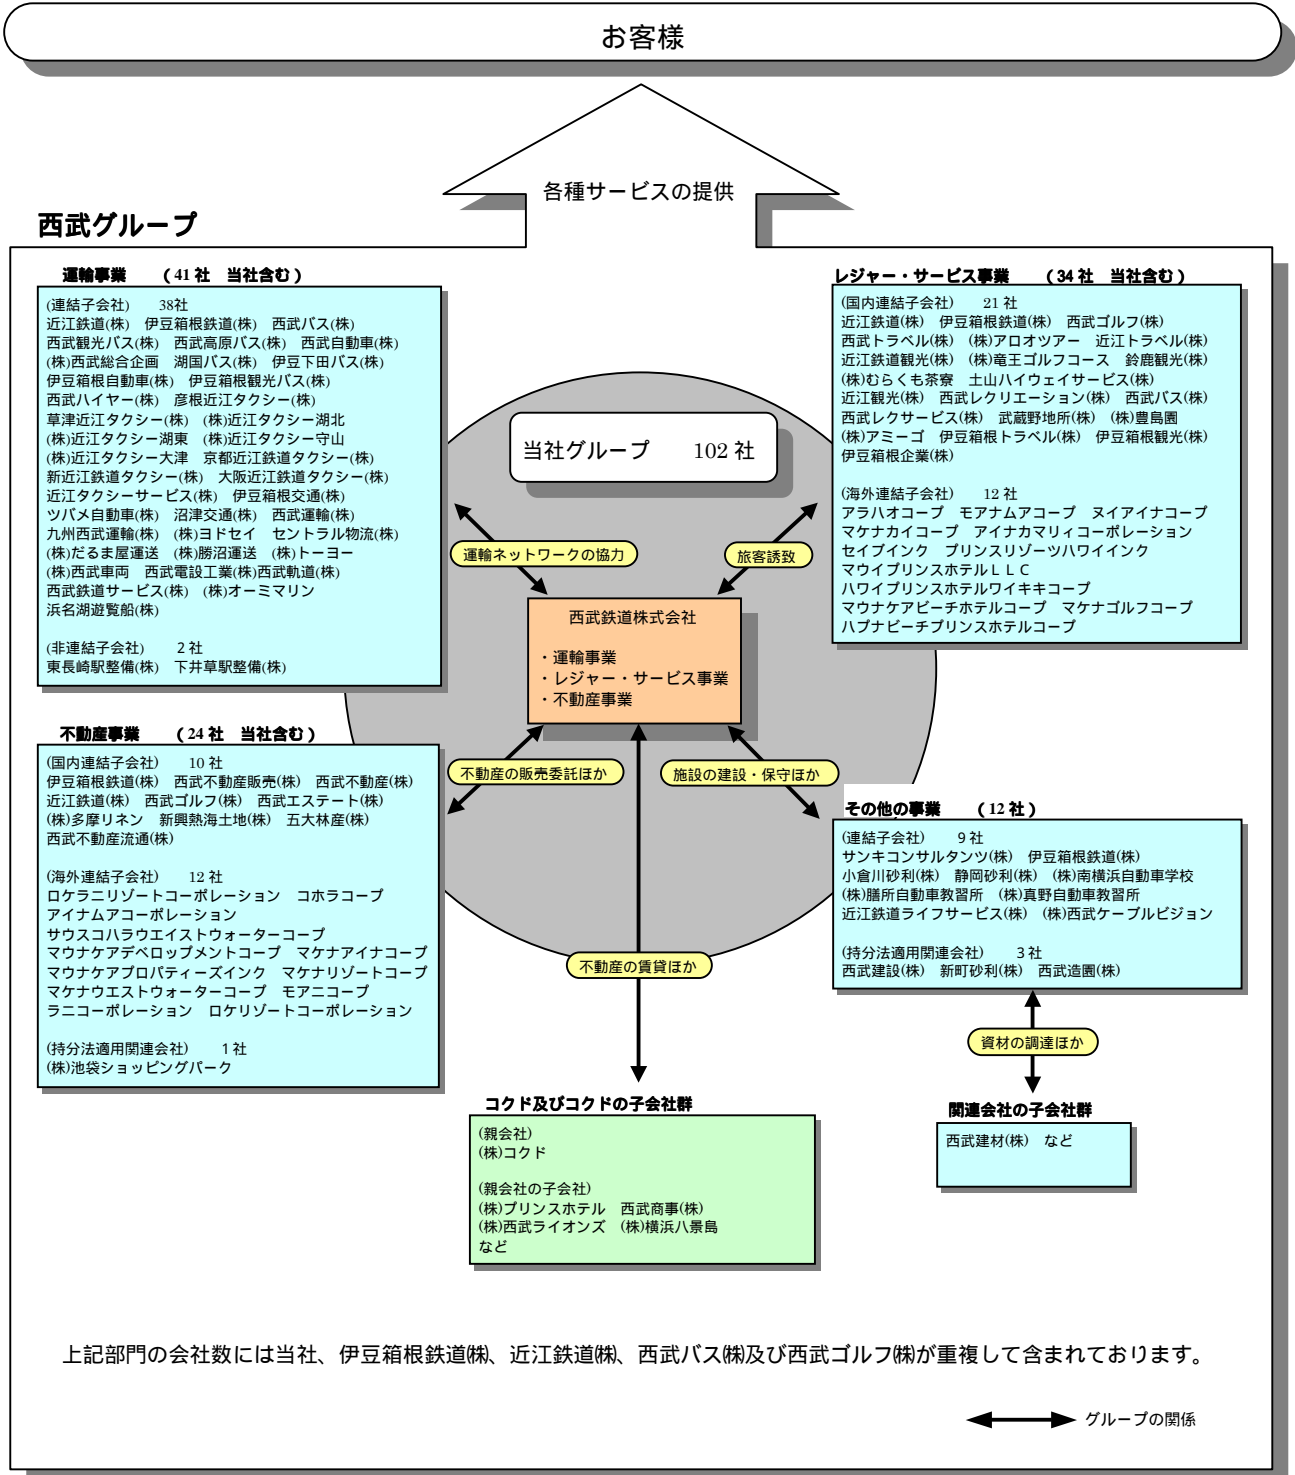 お客様
各種サービスの提供
西武グループ
運輸事業 (41社 当社含む)
(連結子会社) 38社
近江鉄道(株) 伊豆箱根鉄道(株) 西武バス(株)
西武観光バス(株) 西武高原バス(株) 西武自動車(株)
(株)西武総合企画 湖国バス(株) 伊豆下田バス(株)
伊豆箱根自動車(株) 伊豆箱根観光バス(株)
西武ハイヤー(株) 彦根近江タクシー(株)
草津近江タクシー(株) (株)近江タクシー湖北
(株)近江タクシー湖東 (株)近江タクシー守山
(株)近江タクシー大津 京都近江鉄道タクシー(株)
新近江鉄道タクシー(株) 大阪近江鉄道タクシー(株)
近江タクシーサービス(株) 伊豆箱根交通(株)
ツバメ自動車(株) 沼津交通(株) 西武運輸(株)
九州西武運輸(株) (株)ヨドセイ セントラル物流(株)
(株)だるま屋運送 (株)勝沼運送 (株)トーヨー
(株)西武車両 西武電設工業(株)西武軌道(株)
西武鉄道サービス(株) (株)オーミマリン
浜名湖遊覧船(株)
(非連結子会社) 2社
東長崎駅整備(株) 下井草駅整備(株)
レジャー・サービス事業 (34社 当社含む)
(国内連結子会社) 21社
近江鉄道(株) 伊豆箱根鉄道(株) 西武ゴルフ(株)
西武トラベル(株) (株)アロオツアー 近江トラベル(株)
近江鉄道観光(株) (株)竜王ゴルフコース 鈴鹿観光(株)
(株)むらくも茶寮 土山ハイウェイサービス(株)
近江観光(株) 西武レクリエーション(株) 西武バス(株)
西武レクサービス(株) 武蔵野地所(株) (株)豊島園
(株)アミーゴ 伊豆箱根トラベル(株) 伊豆箱根観光(株)
伊豆箱根企業(株)
(海外連結子会社) 12社
アラハオコープ モアナムアコープ ヌイアイナコープ
マケナカイコープ アイナカマリィコーポレーション
セイブインク プリンスリゾーツハワイインク
マウイプリンスホテルLLC
ハワイプリンスホテルワイキキコープ
マウナケアビーチホテルコープ マケナゴルフコープ
ハプナビーチプリンスホテルコープ
当社グループ 102社
運輸ネットワークの協力
旅客誘致
西武鉄道株式会社
・運輸事業
・レジャー・サービス事業
・不動産事業
不動産の販売委託ほか
施設の建設・保守ほか
不動産の賃貸ほか
不動産事業 (24社 当社含む)
(国内連結子会社) 10社
伊豆箱根鉄道(株) 西武不動産販売(株) 西武不動産(株)
近江鉄道(株) 西武ゴルフ(株) 西武エステート(株)
(株)多摩リネン 新興熱海土地(株) 五大林産(株)
西武不動産流通(株)
(海外連結子会社) 12社
ロケラニリゾートコーポレーション コホラコープ
アイナムアコーポレーション
サウスコハラウエイストウォーターコープ
マウナケアデベロップメントコープ マケナアイナコープ
マウナケアプロパティーズインク マケナリゾートコープ
マケナウエストウォーターコープ モアニコープ
ラニコーポレーション ロケリゾートコーポレーション
(持分法適用関連会社) 1社
(株)池袋ショッピングパーク
その他の事業 (12社)
(連結子会社) 9社
サンキコンサルタンツ(株) 伊豆箱根鉄道(株)
小倉川砂利(株) 静岡砂利(株) (株)南横浜自動車学校
(株)膳所自動車教習所 (株)真野自動車教習所
近江鉄道ライフサービス(株) (株)西武ケーブルビジョン
(持分法適用関連会社) 3社
西武建設(株) 新町砂利(株) 西武造園(株)
資材の調達ほか
コクド及びコクドの子会社群
(親会社)
(株)コクド
(親会社の子会社)
(株)プリンスホテル 西武商事(株)
(株)西武ライオンズ (株)横浜八景島
など
関連会社の子会社群
西武建材(株) など
上記部門の会社数には当社、伊豆箱根鉄道㈱、近江鉄道㈱、西武バス㈱及び西武ゴルフ㈱が重複して含まれております。
グループの関係